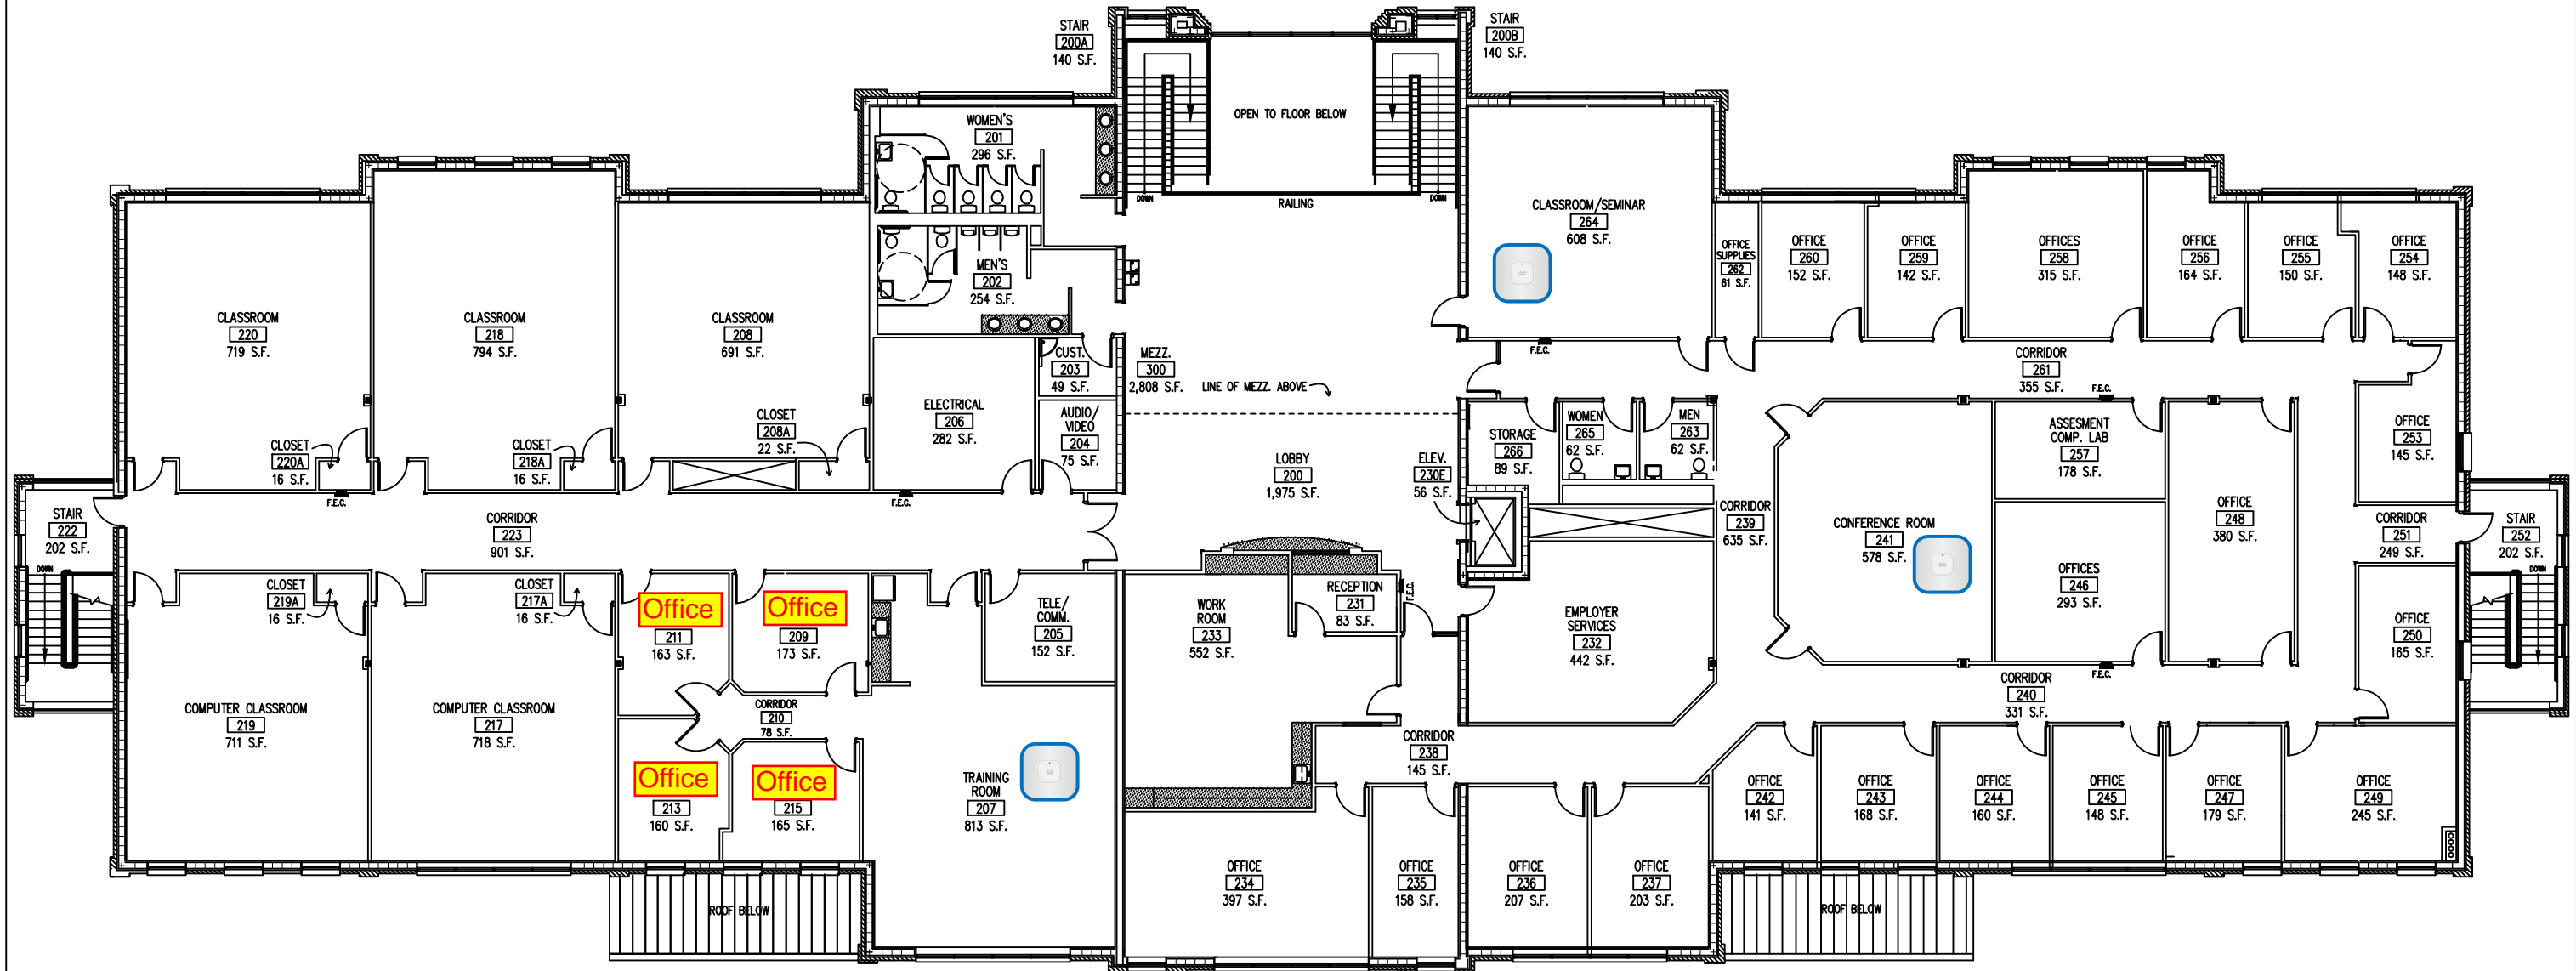 STAIR
200A
140 S.F.
STAIR
200B
140 S.F.
OPEN TO FLOOR BELOW
DOWN
DOWN
RAILING
WOMEN'S
201
296 S.F.
MEN'S
202
254 S.F.
CLASSROOM
220
719 S.F.
CLASSROOM
218
794 S.F.
CLASSROOM
208
691 S.F.
CLOSET
220A
16 S.F.
CLOSET
218A
16 S.F.
CLOSET
208A
22 S.F.
ELECTRICAL
206
282 S.F.
CUST.
203
49 S.F.
AUDIO/
VIDEO
204
75 S.F.
MEZZ.
300
2,808 S.F.
LINE OF MEZZ. ABOVE
LOBBY
200
1,975 S.F.
ELEV.
230E
56 S.F.
CLASSROOM/SEMINAR
264
608 S.F.
F.E.C.
OFFICE
SUPPLIES
262
61 S.F.
OFFICE
260
152 S.F.
OFFICE
259
142 S.F.
OFFICES
258
315 S.F.
OFFICE
256
164 S.F.
OFFICE
255
150 S.F.
OFFICE
254
148 S.F.
CORRIDOR
261
355 S.F.
F.E.C.
STORAGE
266
89 S.F.
WOMEN
265
62 S.F.
MEN
263
62 S.F.
ASSESMENT
COMP. LAB
257
178 S.F.
OFFICE
253
145 S.F.
STAIR
222
202 S.F.
DOWN
F.E.C.
F.E.C.
CORRIDOR
223
901 S.F.
CORRIDOR
239
635 S.F.
CONFERENCE ROOM
241
578 S.F.
OFFICE
248
380 S.F.
CORRIDOR
251
249 S.F.
STAIR
252
202 S.F.
DOWN
OFFICES
246
293 S.F.
CLOSET
219A
16 S.F.
CLOSET
217A
16 S.F.
Office
211
163 S.F.
Office
209
173 S.F.
TELE/
COMM.
205
152 S.F.
WORK
ROOM
233
552 S.F.
RECEPTION
231
83 S.F.
F.E.C.
EMPLOYER
SERVICES
232
442 S.F.
OFFICE
250
165 S.F.
F.E.C.
CORRIDOR
240
331 S.F.
COMPUTER CLASSROOM
219
711 S.F.
COMPUTER CLASSROOM
217
718 S.F.
CORRIDOR
210
78 S.F.
Office
213
160 S.F.
Office
215
165 S.F.
TRAINING
ROOM
207
813 S.F.
CORRIDOR
238
145 S.F.
OFFICE
242
141 S.F.
OFFICE
243
168 S.F.
OFFICE
244
160 S.F.
OFFICE
245
148 S.F.
OFFICE
247
179 S.F.
OFFICE
249
245 S.F.
OFFICE
234
397 S.F.
OFFICE
235
158 S.F.
OFFICE
236
207 S.F.
OFFICE
237
203 S.F.
ROOF BELOW
ROOF BELOW